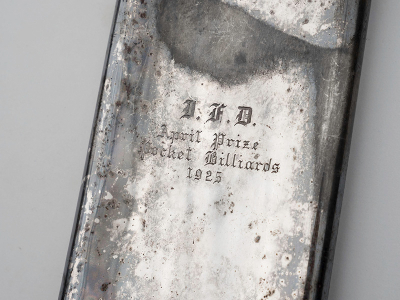 D. F. D.
April Prize
Pocket Billiards
1925